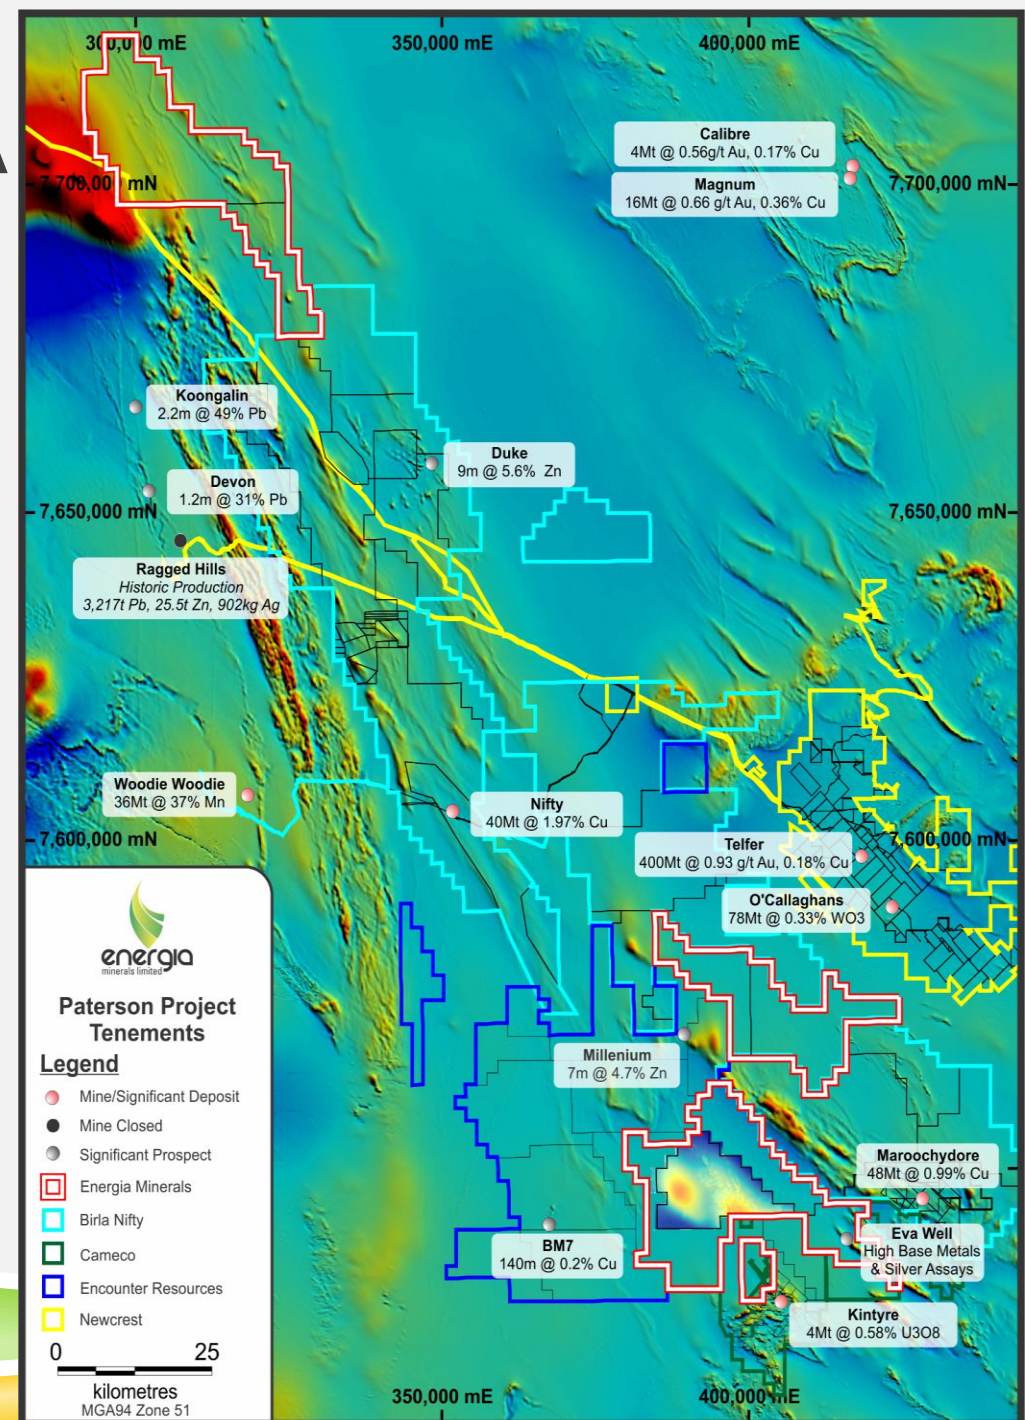 300,000 mE
350,000 mE
400,000 mE
Calibre
4Mt @ 0.56g/t Au, 0.17% Cu
7,700,000 mN
Magnum
16Mt @ 0.66 g/t Au, 0.36% Cu
7,700,000 mN
Koongalin
2.2m @ 49% Pb
Duke
9m @ 5.6% Zn
Devon
1.2m @ 31% Pb
7,650,000 mN
7,650,000 mN
Ragged Hills
Historic Production
3,217t Pb, 25.5t Zn, 902kg Ag
Woodie Woodie
36Mt @ 37% Mn
Nifty
40Mt @ 1.97% Cu
7,600,000 mN
7,600,000 mN
Telfer
400Mt @ 0.93 g/t Au, 0.18% Cu
O'Callaghans
78Mt @ 0.33% WO3
Millenium
7m @ 4.7% Zn
Maroochydore
48Mt @ 0.99% Cu
Eva Well
High Base Metals
& Silver Assays
BM7
140m @ 0.2% Cu
Kintyre
4Mt @ 0.58% U3O8
350,000 mE
400,000 mE
energia
minerals limited
Paterson Project
Tenements
Legend
Mine/Significant Deposit
Mine Closed
Significant Prospect
Energia Minerals
Birla Nifty
Cameco
Encounter Resources
Newcrest
0 25
kilometres
MGA94 Zone 51